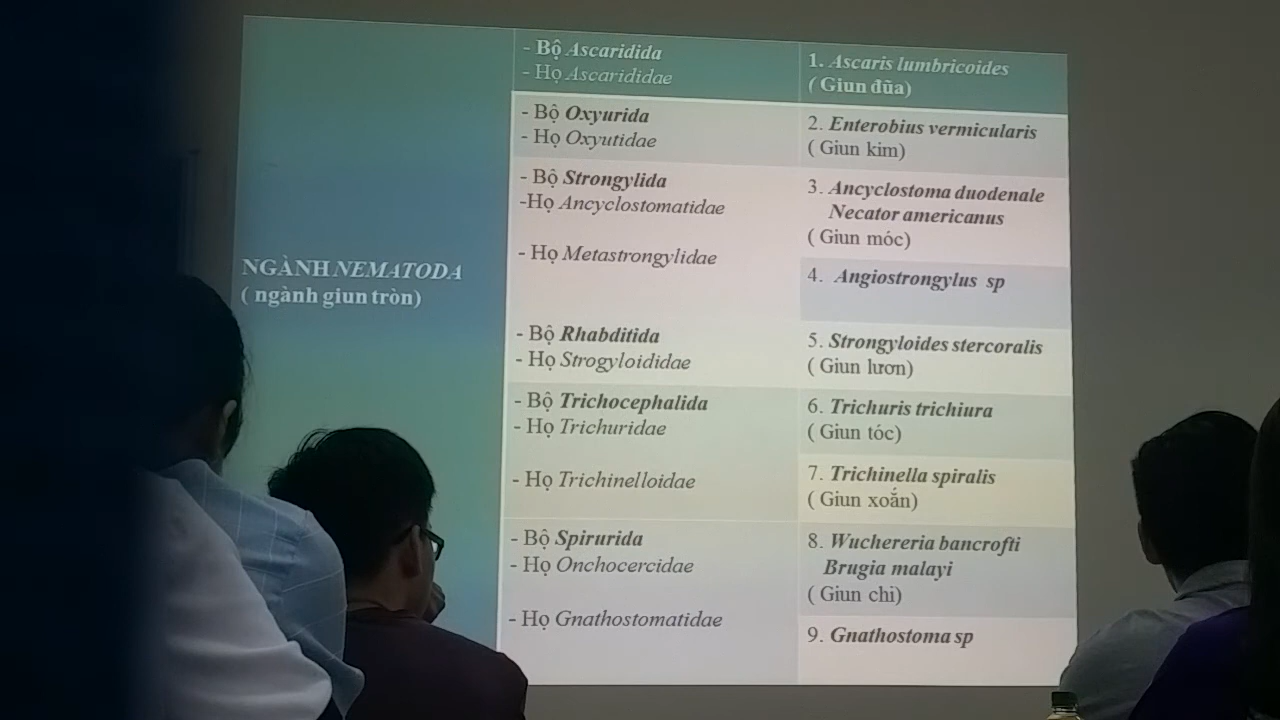 NGÀNH NEMATODA
( ngành giun tròn)
- Bộ Ascaridida
- Họ Ascarididae
1. Ascaris lumbricoides
( Giun đũa)
- Bộ Oxyurida
- Họ Oxyutidae
2. Enterobius vermicularis
( Giun kim)
- Bộ Strongylida
-Họ Ancyclostomatidae
- Họ Metastrongylidae
3. Ancyclostoma duodenale
Necator americanus
( Giun móc)
4. Angiostrongylus sp
- Bộ Rhabditida
- Họ Strogyloididae
5. Strongyloides stercoralis
( Giun lươn)
- Bộ Trichocephalida
- Họ Trichuridae
- Họ Trichinelloidae
6. Trichuris trichiura
( Giun tóc)
7. Trichinella spiralis
( Giun xoắn)
- Bộ Spirurida
- Họ Onchocercidae
- Họ Gnathostomatidae
8. Wuchereria bancrofti
Brugia malayi
( Giun chỉ)
9. Gnathostoma sp